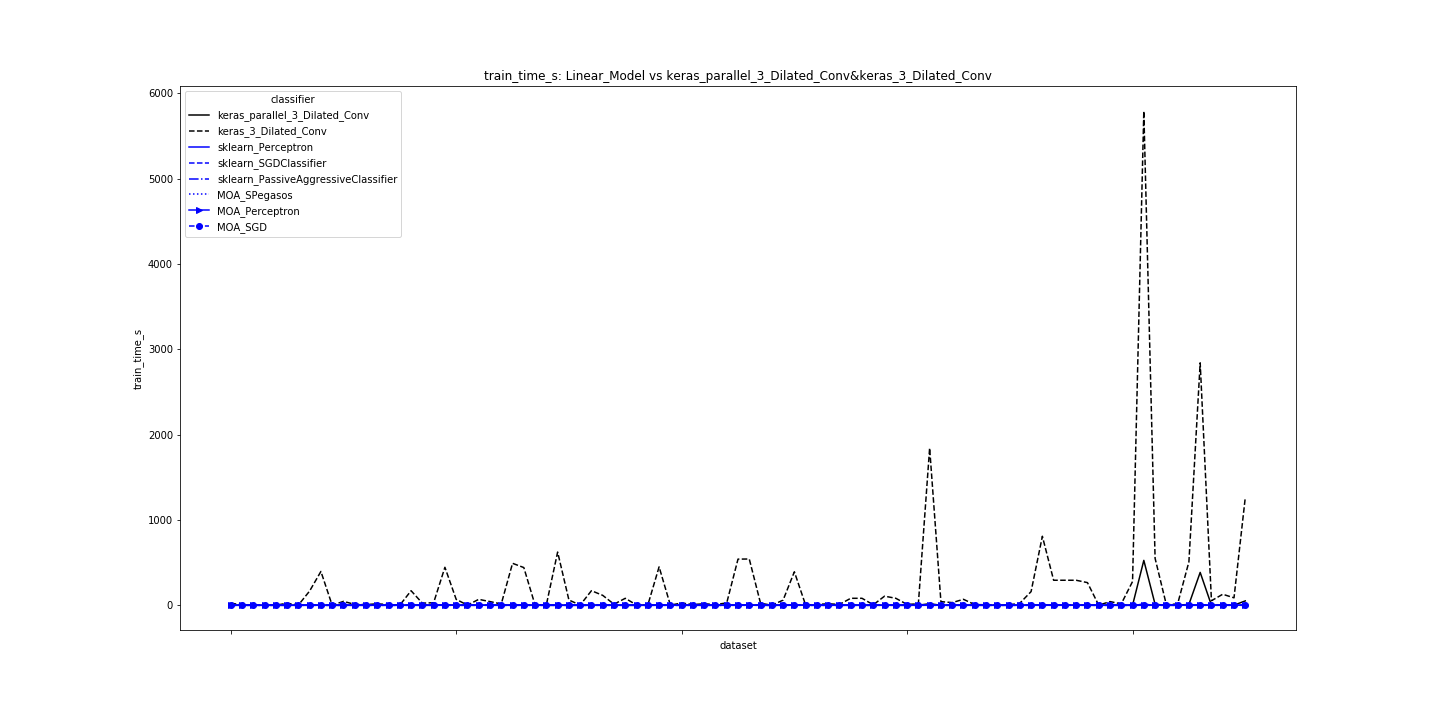 train_time_s: Linear_Model vs keras_parallel_3_Dilated_Conv&keras_3_Dilated_Conv
classifier
keras_parallel_3_Dilated_Conv
keras_3_Dilated_Conv
sklearn_Perceptron
sklearn_SGDClassifier
sklearn_PassiveAggressiveClassifier
MOA_SPegasos
MOA_Perceptron
MOA_SGD
6000
5000
4000
3000
2000
1000
0
train_time_s
dataset